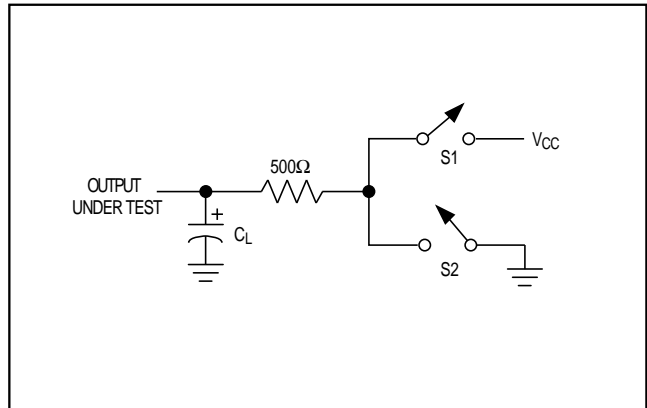 500Ω
S1
VCC
OUTPUT
UNDER TEST
+
CL
S2